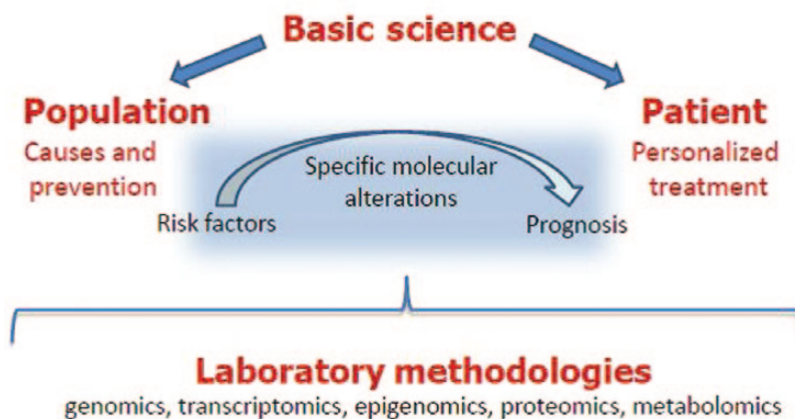 Basic science
Population
Causes and
prevention
Patient
Personalized
treatment
Specific molecular
alterations
Risk factors
Prognosis
Laboratory methodologies
genomics, transcriptomics, epigenomics, proteomics, metabolomics